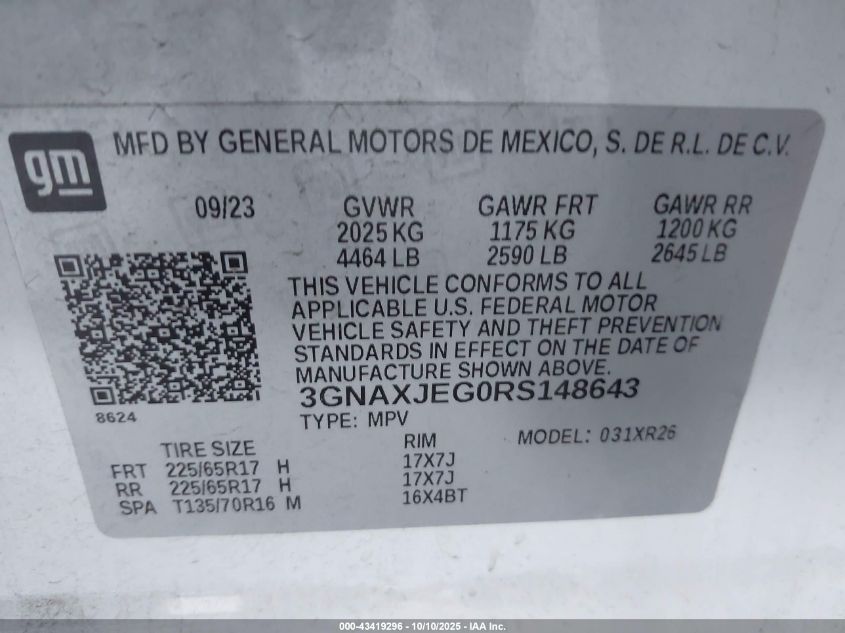 gm
MFD BY GENERAL MOTORS DE MEXICO, S. DE R.L. DE C.V.
09/23 GVWR GAWR FRT GAWR RR
2025 KG 1175 KG 1200 KG
4464 LB 2590 LB 2645 LB
THIS VEHICLE CONFORMS TO ALL
APPLICABLE U.S. FEDERAL MOTOR
VEHICLE SAFETY AND THEFT PREVENTION
STANDARDS IN EFFECT ON THE DATE OF
MANUFACTURE SHOWN ABOVE.
3GNAXJEG0RS148643
8624
TYPE: MPV
MODEL: 031XR26
TIRE SIZE RIM
FRT 225/65R17 H 17X7J
RR 225/65R17 H 17X7J
SPA T135/70R16 M 16X4BT
000-43419296 - 10/10/2025 - IAA Inc.